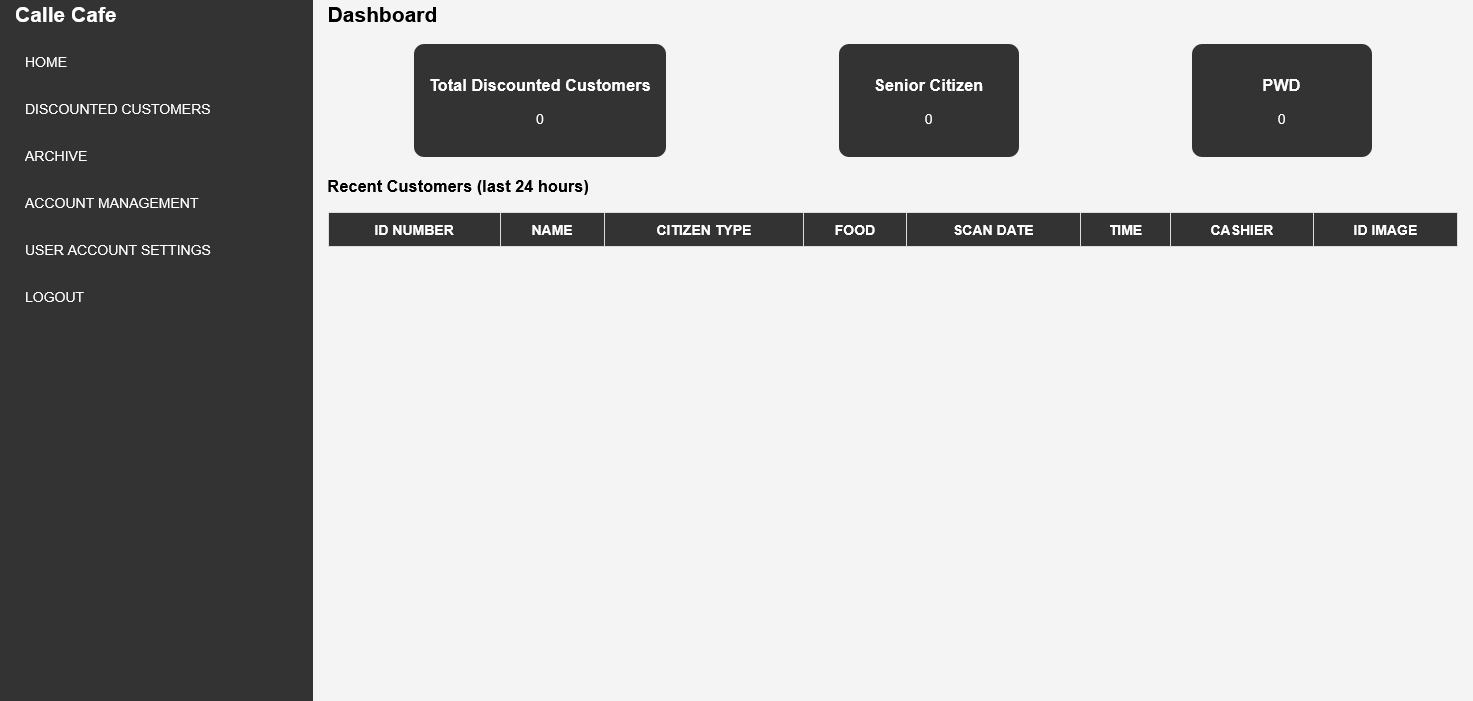 Calle Cafe
HOME
DISCOUNTED CUSTOMERS
ARCHIVE
ACCOUNT MANAGEMENT
USER ACCOUNT SETTINGS
LOGOUT
Dashboard
Total Discounted Customers
0
Senior Citizen
0
PWD
0
Recent Customers (last 24 hours)
ID NUMBER NAME CITIZEN TYPE FOOD SCAN DATE TIME CASHIER ID IMAGE